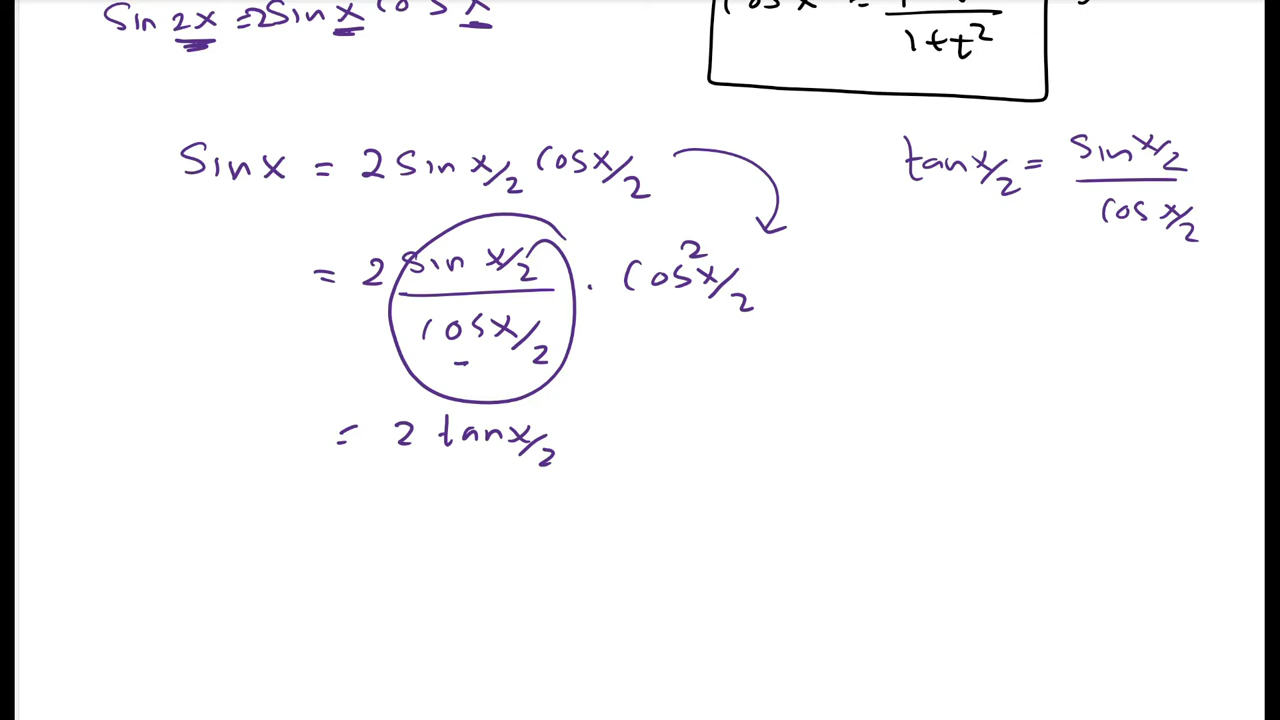 Sin 2x = 2Sin x cos x
cos x =
1+t²
Sin x = 2 Sin x/2 cos x/2
tan x/2 = sin x/2 / cos x/2
= 2 sin x/2 / cos x/2 . cos² x/2
= 2 tan x/2